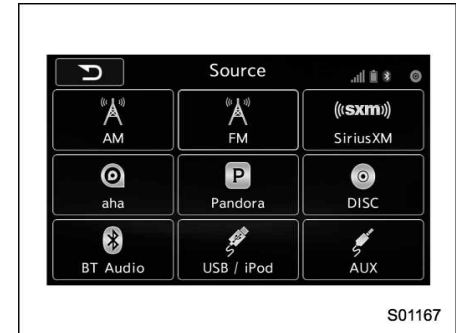 Source
AM
FM
((sxm))
SiriusXM
aha
P
Pandora
DISC
BT Audio
USB / iPod
AUX
S01167